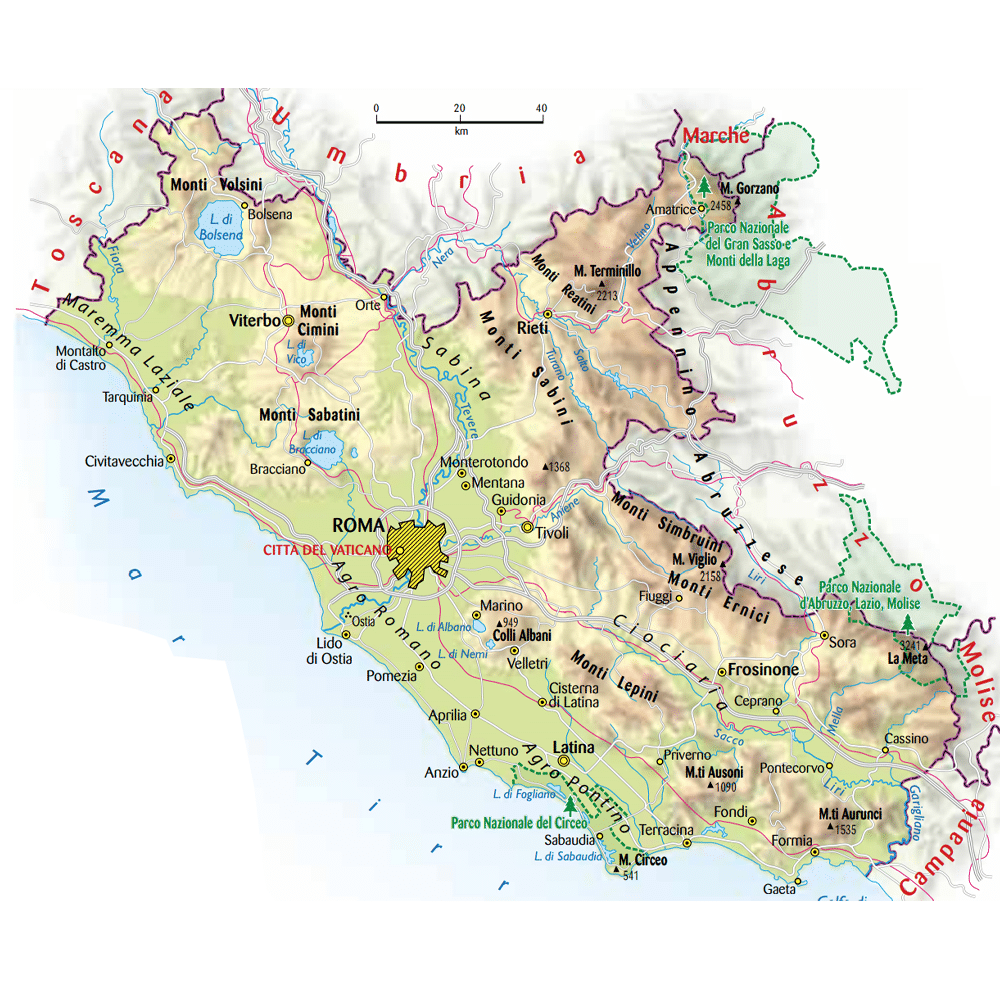 0 20 40
km
Toscana
Umbria
Marche
Abruzzo
Molise
Campania
Mar Tir
Monti Volsini
L. di
Bolsena
Bolsena
Fiora
Maremma Laziale
Montalto
di Castro
Tarquinia
Civitavecchia
Viterbo
Monti
Cimini
L. di
Vico
Orte
Nera
Monti Sabatini
L. di
Bracciano
Bracciano
Sabina
Tevere
Monti Sabini
Monti
Reatini
M. Terminillo
2213
Rieti
Turano
Salto
Velino
Amatrice
M. Gorzano
2458
Parco Nazionale
del Gran Sasso e
Monti della Laga
Appennino Abruzzese
1368
Monterotondo
Mentana
Guidonia
Tivoli
Aniene
ROMA
CITTÀ DEL VATICANO
Agro Romano
Ostia
Lido
di Ostia
Pomezia
Marino
949
L. di Albano
Colli Albani
L. di Nemi
Velletri
Monti Simbruini
M. Viglio
2158
Liri
Fiuggi
Monti Ernici
Parco Nazionale
d'Abruzzo, Lazio, Molise
3241
La Meta
Sora
Ciociaria
Frosinone
Monti Lepini
Ceprano
Cisterna
di Latina
Aprilia
Sacco
Mella
Cassino
Nettuno
Anzio
Latina
Agro Pontino
Priverno
M.ti Ausoni
1090
Pontecorvo
Liri
Garigliano
L. di Fogliano
Parco Nazionale del Circeo
Sabaudia
L. di Sabaudia
M. Circeo
541
Terracina
Fondi
M.ti Aurunci
1535
Formia
Gaeta